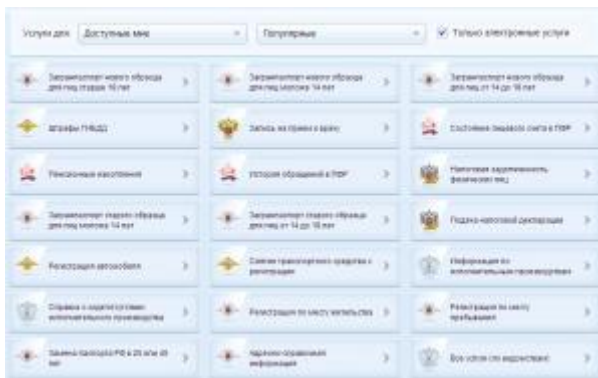 Услуги для: Доступные мне Популярные Только электронные услуги
Загранпаспорт нового образца
для лиц старше 18 лет
Загранпаспорт нового образца
для лиц моложе 14 лет
Загранпаспорт нового образца
для лиц от 14 до 18 лет
Штрафы ГИБДД
Запись на прием к врачу
Состояние лицевого счета в ПФР
Пенсионные накопления
История обращений в ПФР
Налоговая задолженность
физических лиц
Загранпаспорт старого образца
для лиц моложе 14 лет
Загранпаспорт старого образца
для лиц от 14 до 18 лет
Подача налоговой декларации
Регистрация автомобиля
Снятие транспортного средства с
регистрации
Информация по
исполнительным производствам
Справка о
исполнительного производства
Регистрация по месту жительства
Регистрация по месту
пребывания
Замена паспорта РФ в 20 или 45
лет
Адресно-справочная
информация
Все услуги (по ведомствам)